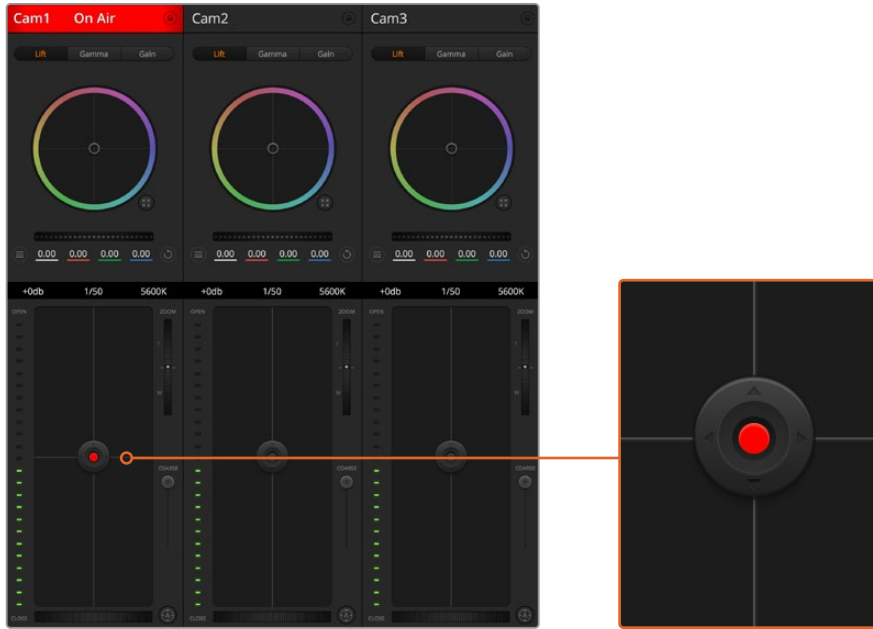 Cam1 On Air Cam2 Cam3
Lift Gamma Gain Lift Gamma Gain Lift Gamma Gain
0.00 0.00 0.00 0.00 0.00 0.00 0.00 0.00 0.00 0.00 0.00 0.00
+0db 1/50 5600K +0db 1/50 5600K +0db 1/50 5600K
OPEN ZOOM OPEN ZOOM OPEN ZOOM
T T T
W W W
COARSE COARSE COARSE
CLOSE CLOSE CLOSE